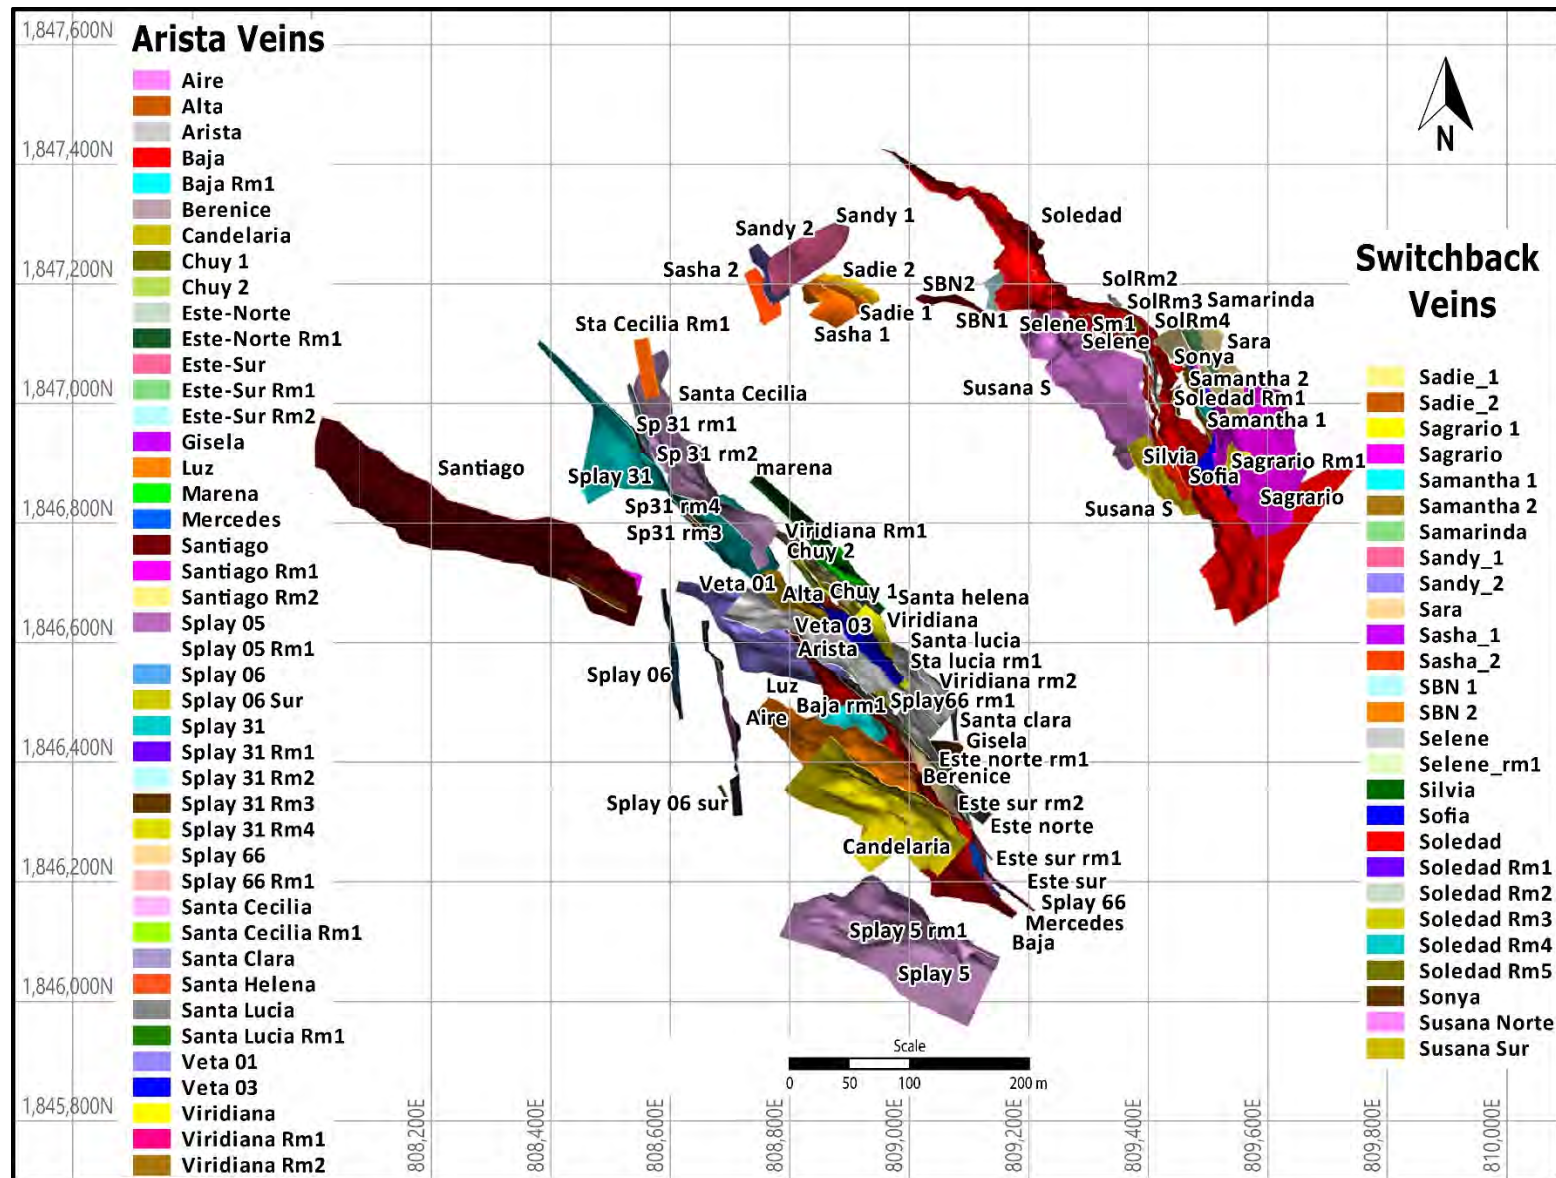 1,847,600N
1,847,400N
1,847,200N
1,847,000N
1,846,800N
1,846,600N
1,846,400N
1,846,200N
1,846,000N
1,845,800N
Arista Veins
Aire
Alta
Arista
Baja
Baja Rm1
Berenice
Candelaria
Chuy 1
Chuy 2
Este-Norte
Este-Norte Rm1
Este-Sur
Este-Sur Rm1
Este-Sur Rm2
Gisela
Luz
Marena
Mercedes
Santiago
Santiago Rm1
Santiago Rm2
Splay 05
Splay 05 Rm1
Splay 06
Splay 06 Sur
Splay 31
Splay 31 Rm1
Splay 31 Rm2
Splay 31 Rm3
Splay 31 Rm4
Splay 66
Splay 66 Rm1
Santa Cecilia
Santa Cecilia Rm1
Santa Clara
Santa Helena
Santa Lucia
Santa Lucia Rm1
Veta 01
Veta 03
Viridiana
Viridiana Rm1
Viridiana Rm2
N
Soledad
Sandy 1
Sandy 2
Sasha 2
Sadie 2
Sadie 1
Sasha 1
SBN2
SBN1
SolRm2
SolRm3
Samarinda
SolRm4
Selene Sm1
Selene
Sara
Sonya
Samantha 2
Soledad Rm1
Samantha 1
Susana S
Silvia
Sofia
Sagrario Rm1
Sagrario
Susana S
Sta Cecilia Rm1
Santa Cecilia
Sp 31 rm1
Sp 31 rm2
Splay 31
Sp31 rm4
Sp31 rm3
marena
Santiago
Viridiana Rm1
Chuy 2
Veta 01
Alta
Chuy 1
Santa helena
Viridiana
Veta 03
Santa lucia
Arista
Sta lucia rm1
Splay 06
Luz
Viridiana rm2
Splay66 rm1
Baja rm1
Aire
Santa clara
Gisela
Este norte rm1
Berenice
Splay 06 sur
Este sur rm2
Este norte
Candelaria
Este sur rm1
Este sur
Splay 66
Mercedes
Baja
Splay 5 rm1
Splay 5
Switchback
Veins
Sadie_1
Sadie_2
Sagrario 1
Sagrario
Samantha 1
Samantha 2
Samarinda
Sandy_1
Sandy_2
Sara
Sasha_1
Sasha_2
SBN 1
SBN 2
Selene
Selene_rm1
Silvia
Sofia
Soledad
Soledad Rm1
Soledad Rm2
Soledad Rm3
Soledad Rm4
Soledad Rm5
Sonya
Susana Norte
Susana Sur
Scale
0 50 100 200 m
808,200E
808,400E
808,600E
808,800E
809,000E
809,200E
809,400E
809,600E
809,800E
810,000E